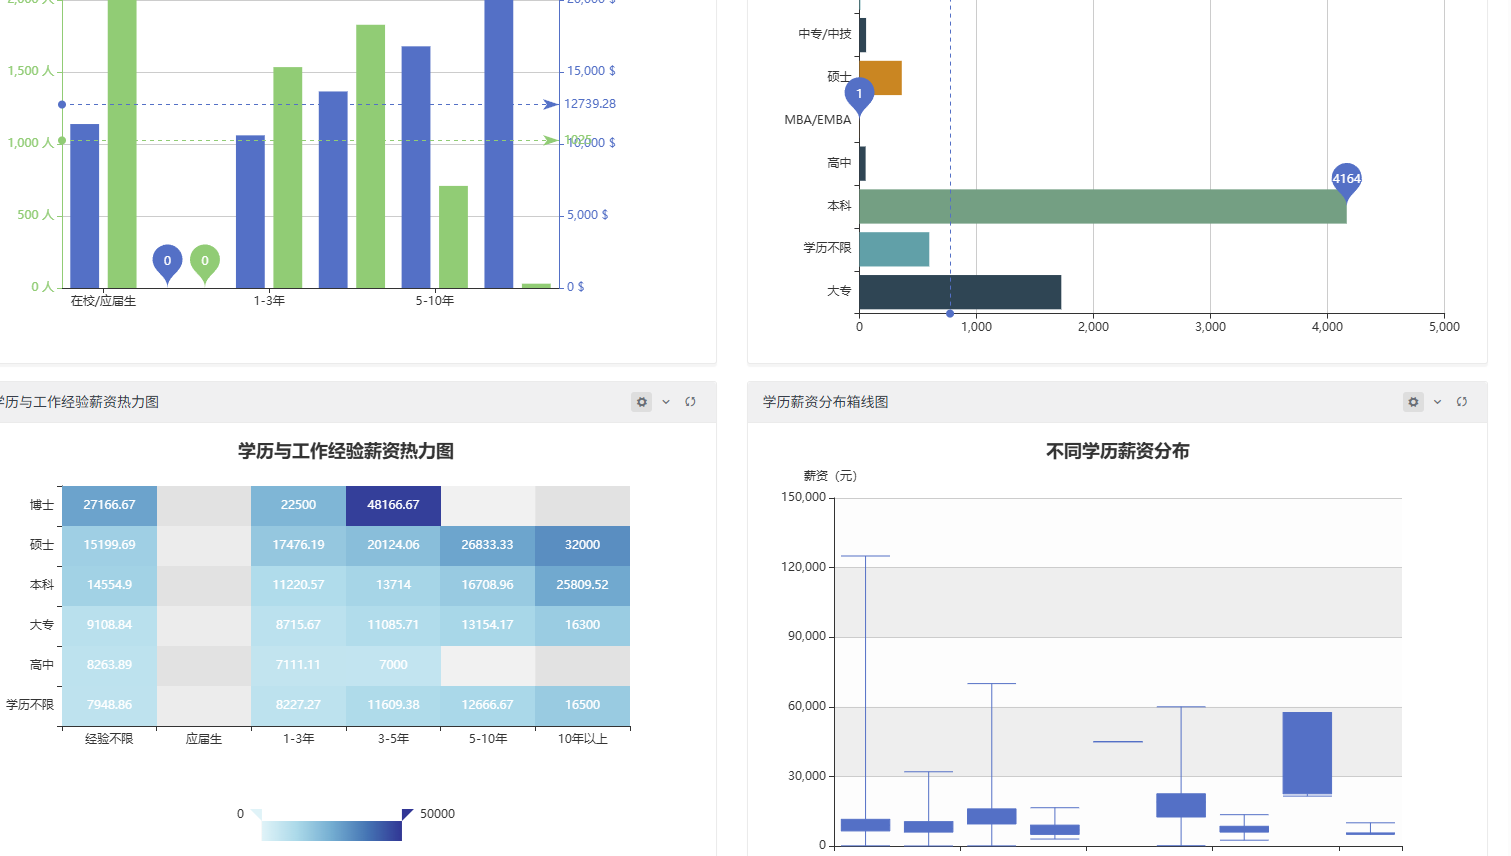 2,000 人
20,000 $
1,500 人
15,000 $
12739.28
1,000 人
10,000 $
500 人
5,000 $
0
0
0 人
0 $
在校/应届生
1-3年
5-10年
中专/中技
硕士
1
MBA/EMBA
高中
4164
本科
学历不限
大专
0
1,000
2,000
3,000
4,000
5,000
学历与工作经验薪资热力图
学历与工作经验薪资热力图
博士 27166.67 22500 48166.67
硕士 15199.69 17476.19 20124.06 26833.33 32000
本科 14554.9 11220.57 13714 16708.96 25809.52
大专 9108.84 8715.67 11085.71 13154.17 16300
高中 8263.89 7111.11 7000
学历不限 7948.86 8227.27 11609.38 12666.67 16500
经验不限 应届生 1-3年 3-5年 5-10年 10年以上
0 50000
学历薪资分布箱线图
不同学历薪资分布
薪资（元）
150,000
120,000
90,000
60,000
30,000
0